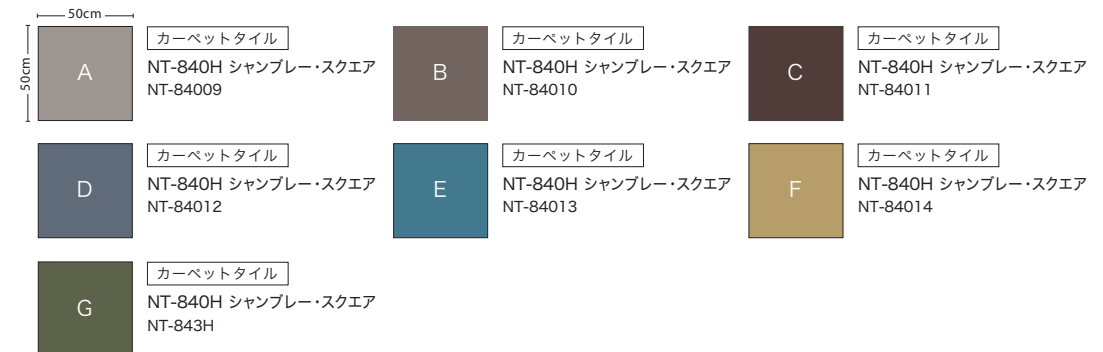 50cm
50cm
A
カーペットタイル
NT-840H シャンブレー・スクエア
NT-84009
B
カーペットタイル
NT-840H シャンブレー・スクエア
NT-84010
C
カーペットタイル
NT-840H シャンブレー・スクエア
NT-84011
D
カーペットタイル
NT-840H シャンブレー・スクエア
NT-84012
E
カーペットタイル
NT-840H シャンブレー・スクエア
NT-84013
F
カーペットタイル
NT-840H シャンブレー・スクエア
NT-84014
G
カーペットタイル
NT-840H シャンブレー・スクエア
NT-843H